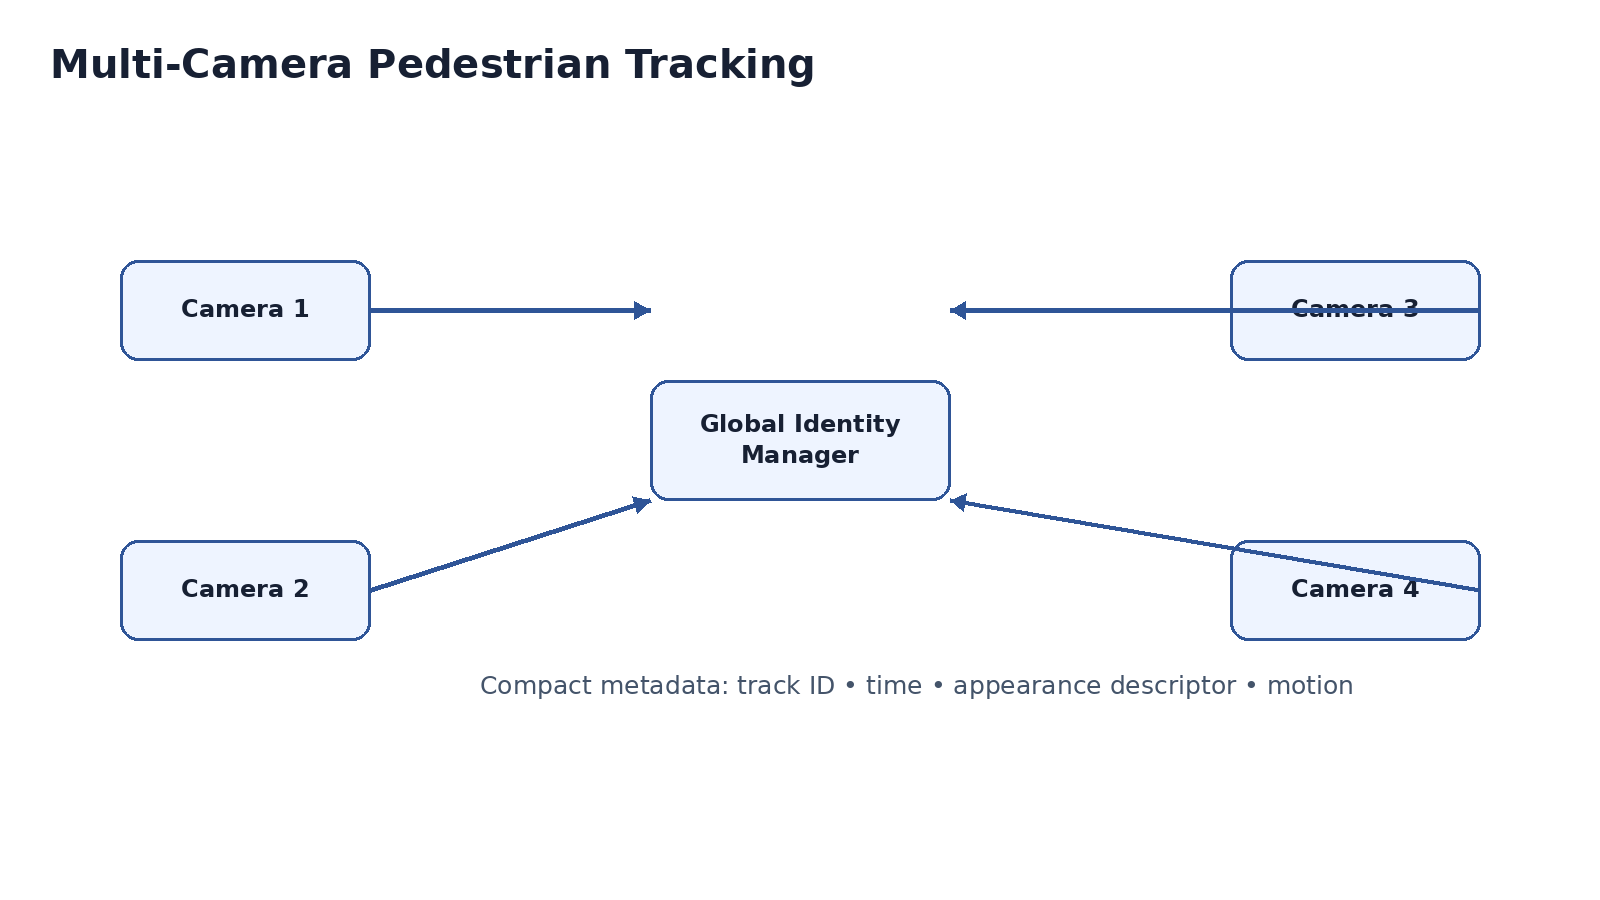 Multi-Camera Pedestrian Tracking
Camera 1
Camera 3
Global Identity
Manager
Camera 2
Camera 4
Compact metadata: track ID • time • appearance descriptor • motion